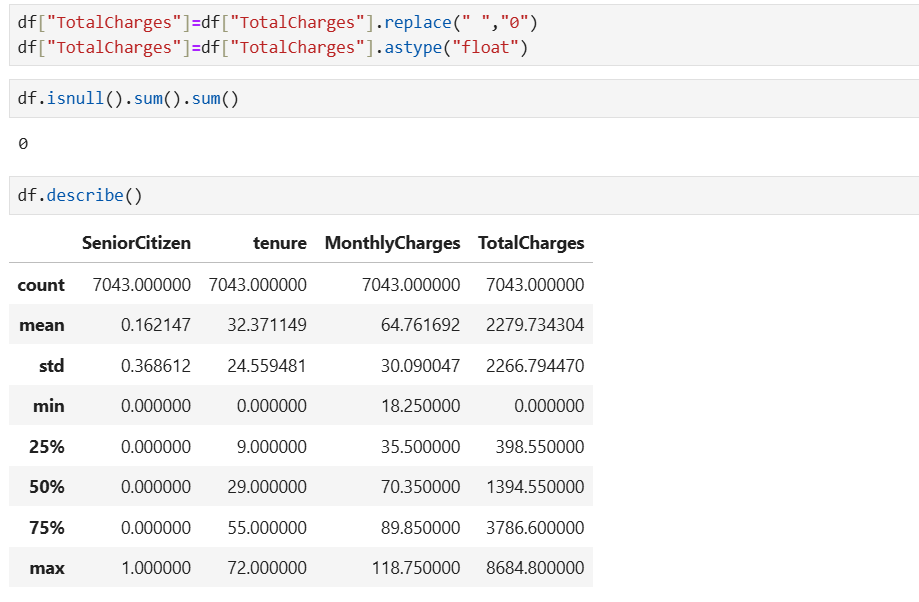 df["TotalCharges"]=df["TotalCharges"].replace(" ","0")
df["TotalCharges"]=df["TotalCharges"].astype("float")
df.isnull().sum().sum()
0
df.describe()
SeniorCitizen tenure MonthlyCharges TotalCharges
count 7043.000000 7043.000000 7043.000000 7043.000000
mean 0.162147 32.371149 64.761692 2279.734304
std 0.368612 24.559481 30.090047 2266.794470
min 0.000000 0.000000 18.250000 0.000000
25% 0.000000 9.000000 35.500000 398.550000
50% 0.000000 29.000000 70.350000 1394.550000
75% 0.000000 55.000000 89.850000 3786.600000
max 1.000000 72.000000 118.750000 8684.800000